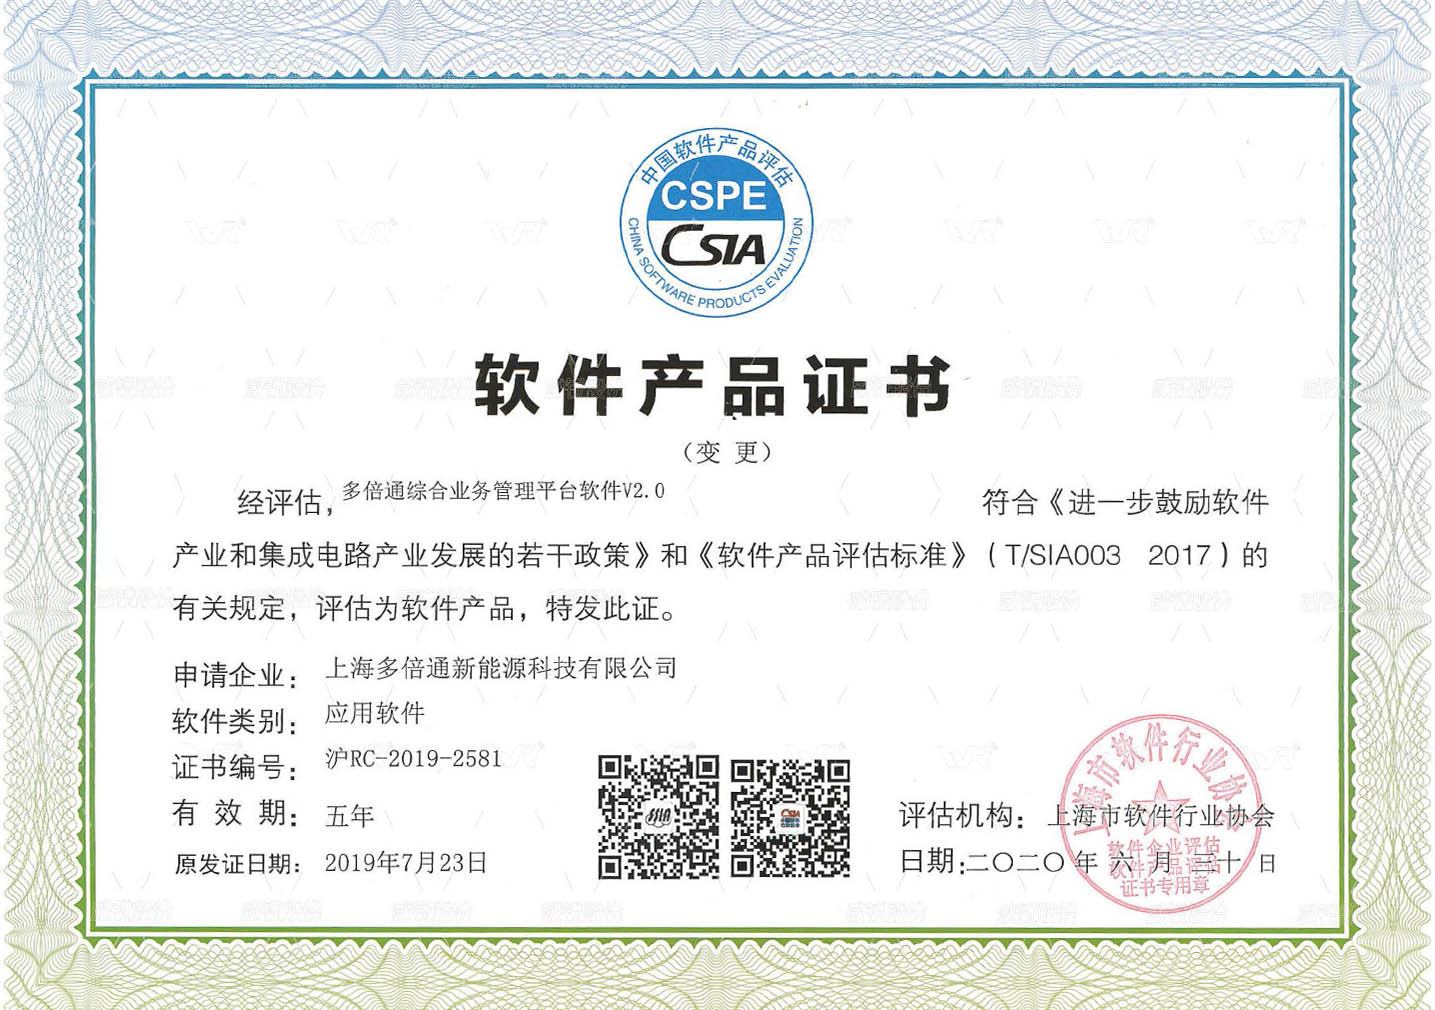 中国软件产品评估
CSPE
CSIA
CHINA SOFTWARE PRODUCTS EVALUATION
软件产品证书
（变 更）
经评估，多倍通综合业务管理平台软件V2.0 符合《进一步鼓励软件
产业和集成电路产业发展的若干政策》和《软件产品评估标准》（T/SIA003 2017）的
有关规定，评估为软件产品，特发此证。
申请企业：上海多倍通新能源科技有限公司
软件类别：应用软件
证书编号：沪RC-2019-2581
有 效 期：五年
原发证日期：2019年7月23日
评估机构：上海市软件行业协会
日期:二〇二〇 年 六 月 三十 日
上海市软件行业协会
软件企业评估
软件产品评估
证书专用章